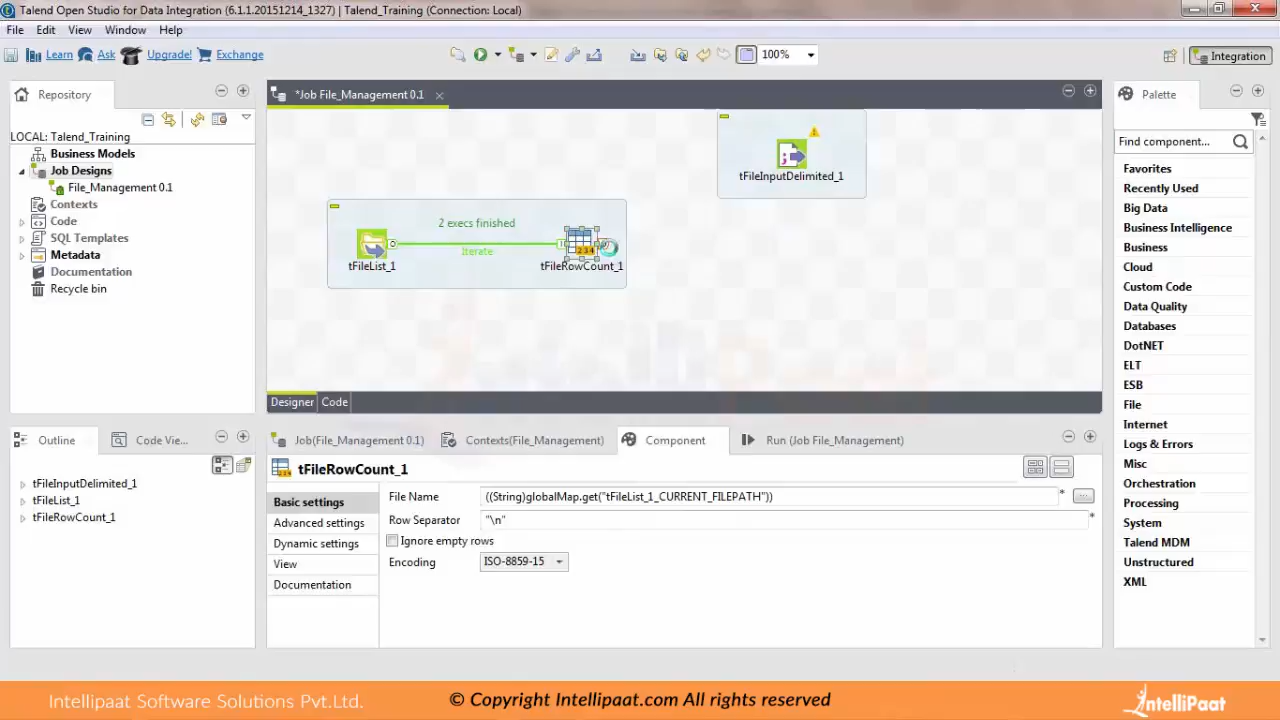 Talend Open Studio for Data Integration (6.1.1.20151214_1327) | Talend_Training (Connection: Local)
File Edit View Window Help
Learn Ask Upgrade! Exchange 100% Integration
Repository
LOCAL: Talend_Training
Business Models
Job Designs
File_Management 0.1
Contexts
Code
SQL Templates
Metadata
Documentation
Recycle bin
*Job File_Management 0.1
tFileInputDelimited_1
2 execs finished
Iterate
tFileList_1
tFileRowCount_1
Designer Code
Palette
Find component...
Favorites
Recently Used
Big Data
Business Intelligence
Business
Cloud
Custom Code
Data Quality
Databases
DotNET
ELT
ESB
File
Internet
Logs & Errors
Misc
Orchestration
Processing
System
Talend MDM
Unstructured
XML
Outline Code Vie...
tFileInputDelimited_1
tFileList_1
tFileRowCount_1
Job(File_Management 0.1) Contexts(File_Management) Component Run (Job File_Management)
tFileRowCount_1
Basic settings
Advanced settings
Dynamic settings
View
Documentation
File Name ((String)globalMap.get("tFileList_1_CURRENT_FILEPATH")) * ...
Row Separator "\n" *
Ignore empty rows
Encoding ISO-8859-15
Intellipaat Software Solutions Pvt.Ltd. © Copyright Intellipaat.com All rights reserved IntelliPaat